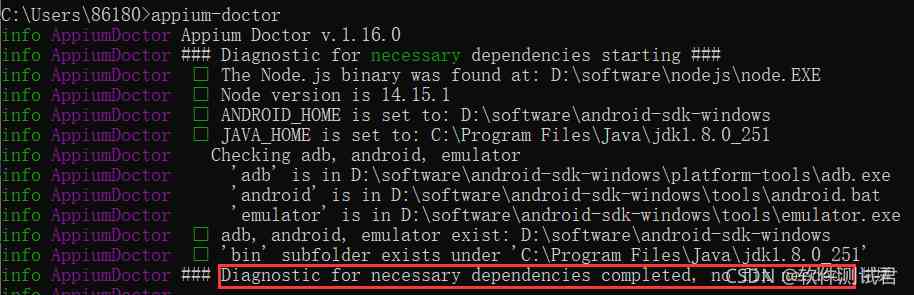 C:\Users\86180>appium-doctor
info AppiumDoctor Appium Doctor v.1.16.0
info AppiumDoctor ### Diagnostic for necessary dependencies starting ###
info AppiumDoctor □ The Node.js binary was found at: D:\software\nodejs\node.EXE
info AppiumDoctor □ Node version is 14.15.1
info AppiumDoctor □ ANDROID_HOME is set to: D:\software\android-sdk-windows
info AppiumDoctor □ JAVA_HOME is set to: C:\Program Files\Java\jdk1.8.0_251
info AppiumDoctor Checking adb, android, emulator
info AppiumDoctor 'adb' is in D:\software\android-sdk-windows\platform-tools\adb.exe
info AppiumDoctor 'android' is in D:\software\android-sdk-windows\tools\android.bat
info AppiumDoctor 'emulator' is in D:\software\android-sdk-windows\tools\emulator.exe
info AppiumDoctor □ adb, android, emulator exist: D:\software\android-sdk-windows
info AppiumDoctor □ 'bin' subfolder exists under 'C:\Program Files\Java\jdk1.8.0_251'
info AppiumDoctor ### Diagnostic for necessary dependencies completed, no
CSDN @软件测试君